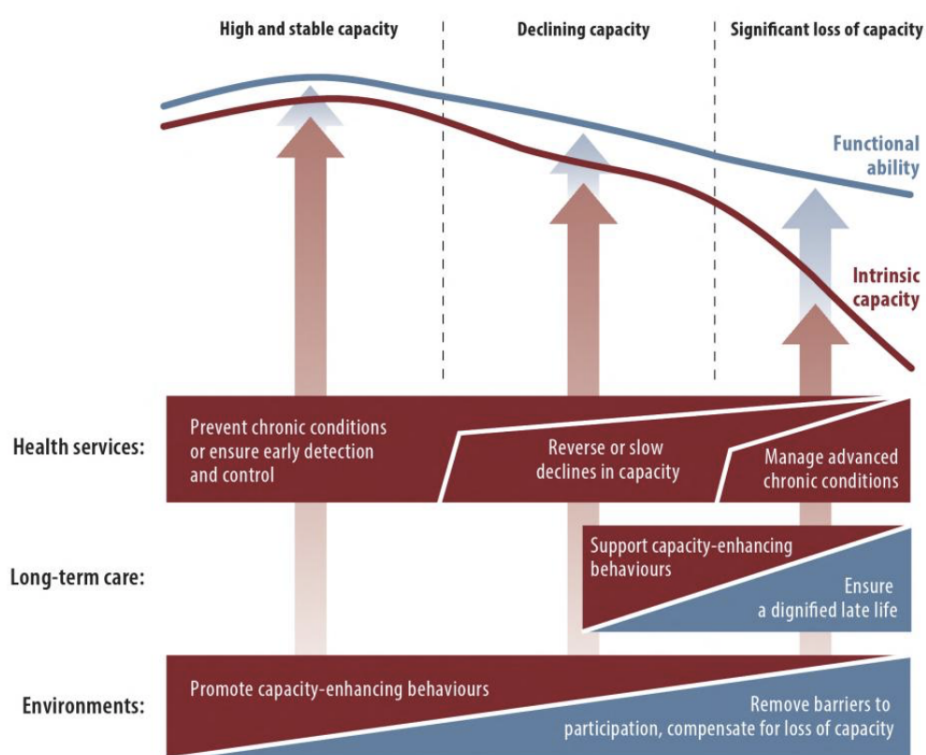 High and stable capacity
Declining capacity
Significant loss of capacity
Functional
ability
Intrinsic
capacity
Health services:
Prevent chronic conditions
or ensure early detection
and control
Reverse or slow
declines in capacity
Manage advanced
chronic conditions
Long-term care:
Support capacity-enhancing
behaviours
Ensure
a dignified late life
Environments:
Promote capacity-enhancing behaviours
Remove barriers to
participation, compensate for loss of capacity